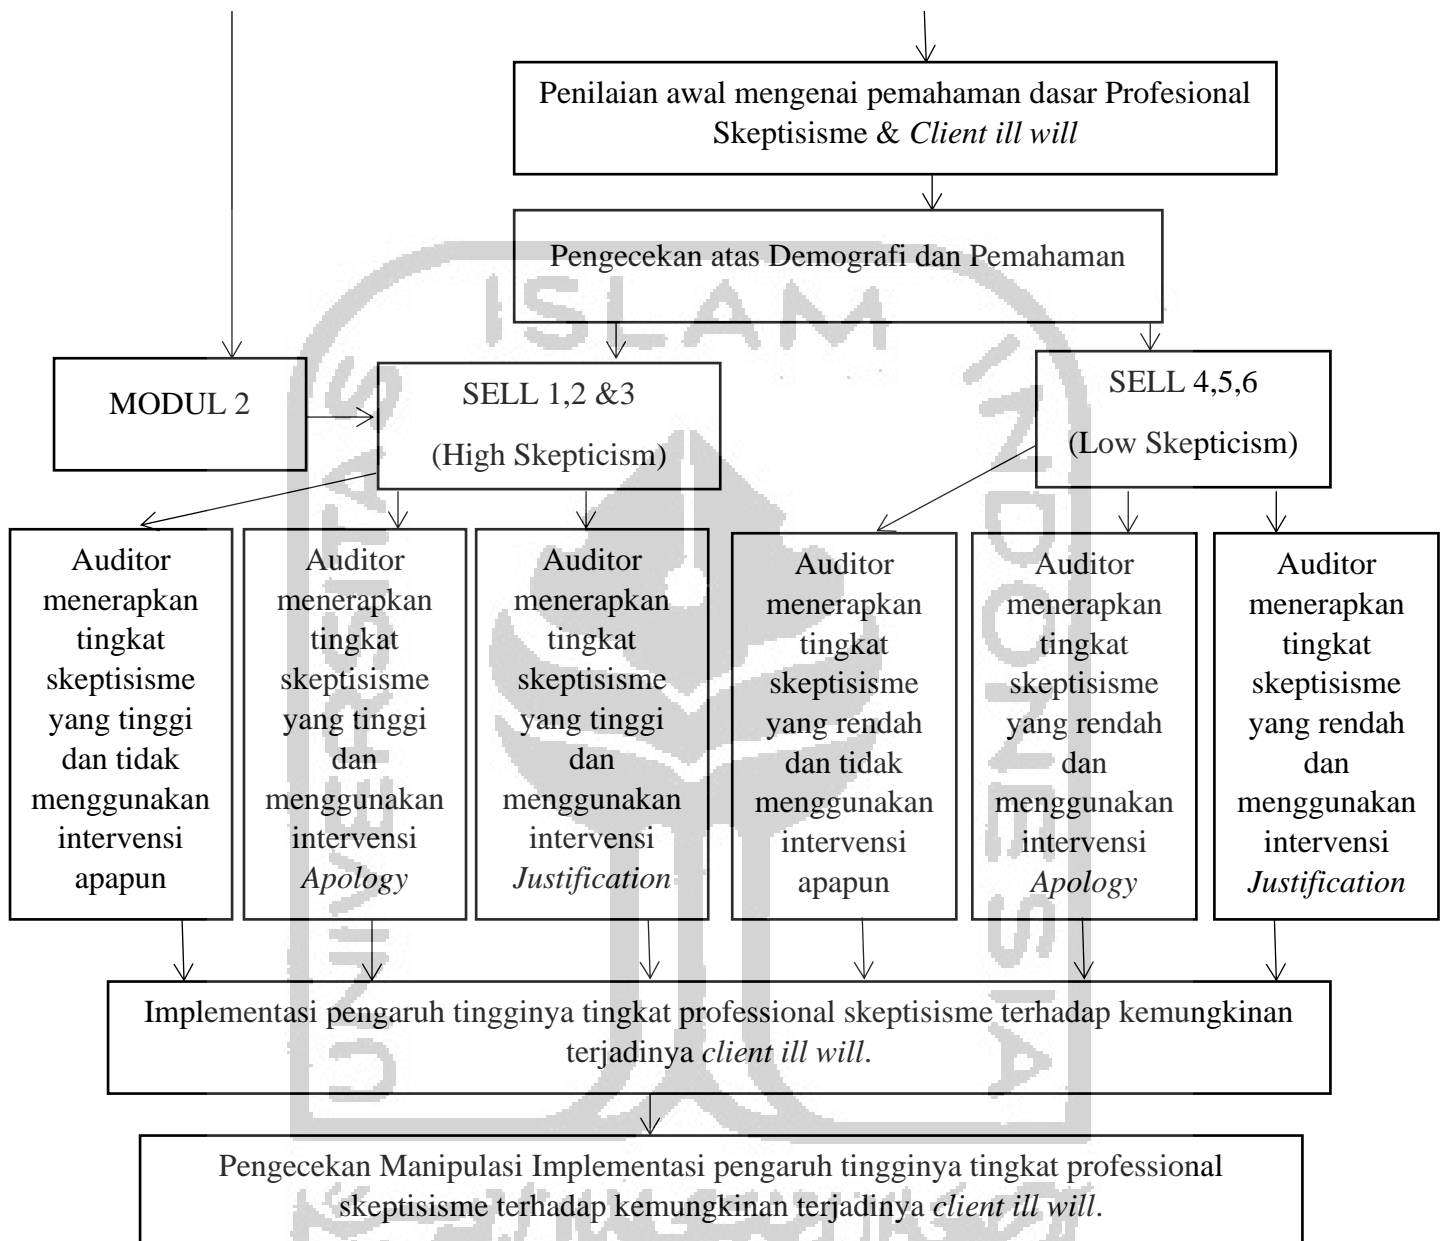 Penilaian awal mengenai pemahaman dasar Profesional
Skeptisisme & Client ill will
Pengecekan atas Demografi dan Pemahaman
MODUL 2
SELL 1,2 &3
(High Skepticism)
SELL 4,5,6
(Low Skepticism)
Auditor
menerapkan
tingkat
skeptisisme
yang tinggi
dan tidak
menggunakan
intervensi
apapun
Auditor
menerapkan
tingkat
skeptisisme
yang tinggi
dan
menggunakan
intervensi
Apology
Auditor
menerapkan
tingkat
skeptisisme
yang tinggi
dan
menggunakan
intervensi
Justification
Auditor
menerapkan
tingkat
skeptisisme
yang rendah
dan tidak
menggunakan
intervensi
apapun
Auditor
menerapkan
tingkat
skeptisisme
yang rendah
dan
menggunakan
intervensi
Apology
Auditor
menerapkan
tingkat
skeptisisme
yang rendah
dan
menggunakan
intervensi
Justification
Implementasi pengaruh tingginya tingkat professional skeptisisme terhadap kemungkinan
terjadinya client ill will.
Pengecekan Manipulasi Implementasi pengaruh tingginya tingkat professional
skeptisisme terhadap kemungkinan terjadinya client ill will.
UNIVERSITAS
ISLAM
INDONESIA